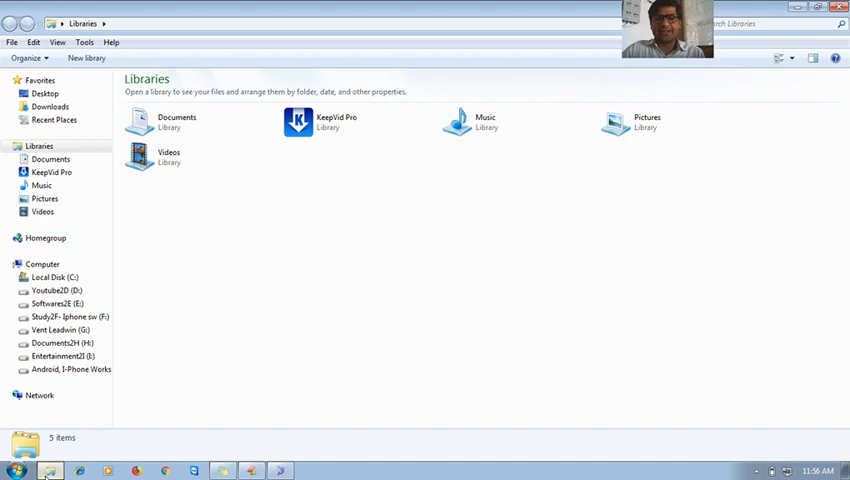 Libraries
Search Libraries
File Edit View Tools Help
Organize New library
Favorites
Desktop
Downloads
Recent Places
Libraries
Documents
KeepVid Pro
Music
Pictures
Videos
Homegroup
Computer
Local Disk (C:)
Youtube2D (D:)
Softwares2E (E:)
Study2F- Iphone sw (F:)
Vent Leadwin (G:)
Documents2H (H:)
Entertainment2I (I:)
Android, I-Phone Works
Network
Libraries
Open a library to see your files and arrange them by folder, date, and other properties.
Documents
Library
KeepVid Pro
Library
Music
Library
Pictures
Library
Videos
Library
5 items
11:56 AM